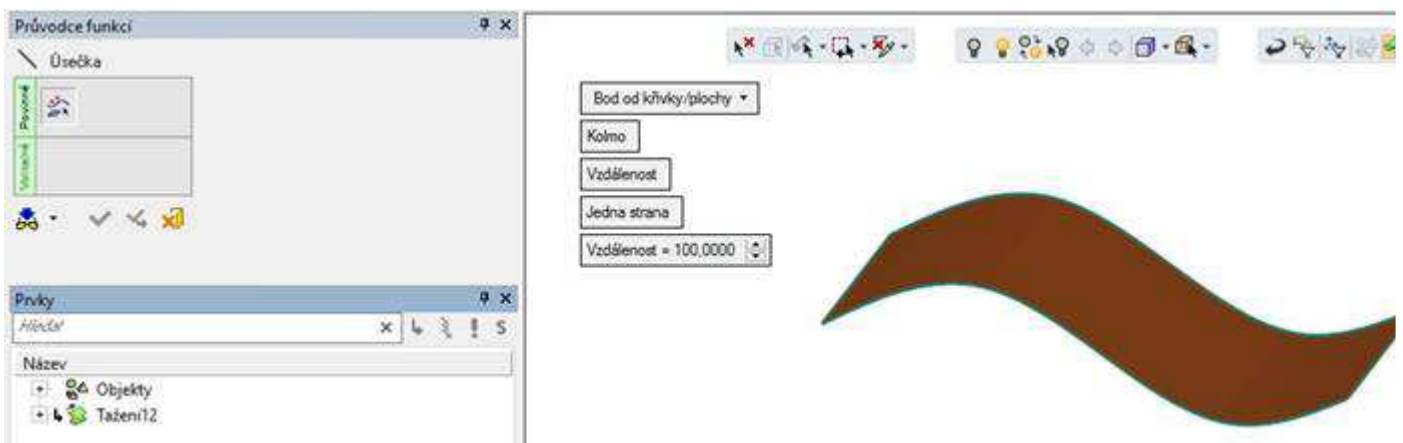 Průvodce funkcí
Úsečka
Povinné
Bod od křivky/plochy
Kolmo
Vzdálenost
Jedna strana
Vzdálenost = 100,0000
Prvky
Hledat
S
Název
Objekty
Tažení12